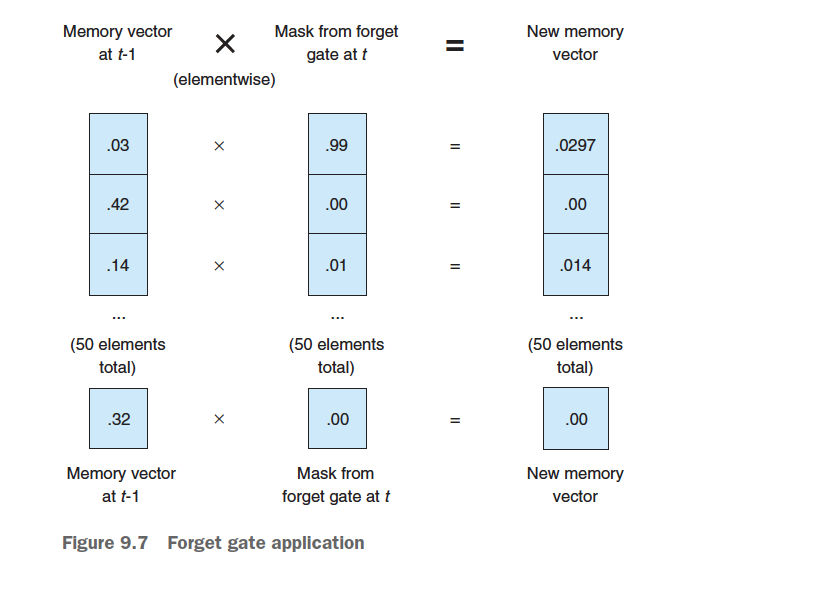 Memory vector
at t-1
×
(elementwise)
Mask from forget
gate at t
=
New memory
vector
.03 × .99 = .0297
.42 × .00 = .00
.14 × .01 = .014
... ... ...
(50 elements
total)
(50 elements
total)
(50 elements
total)
.32 × .00 = .00
Memory vector
at t-1
Mask from
forget gate at t
New memory
vector
Figure 9.7 Forget gate application